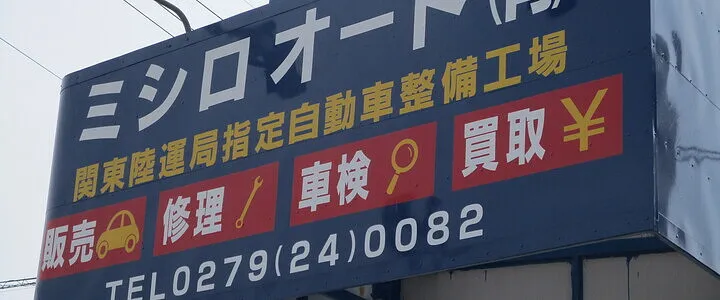 ミシロオート(有)
関東陸運局指定自動車整備工場
販売 修理 車検 買取 ¥
TEL0279(24)0082